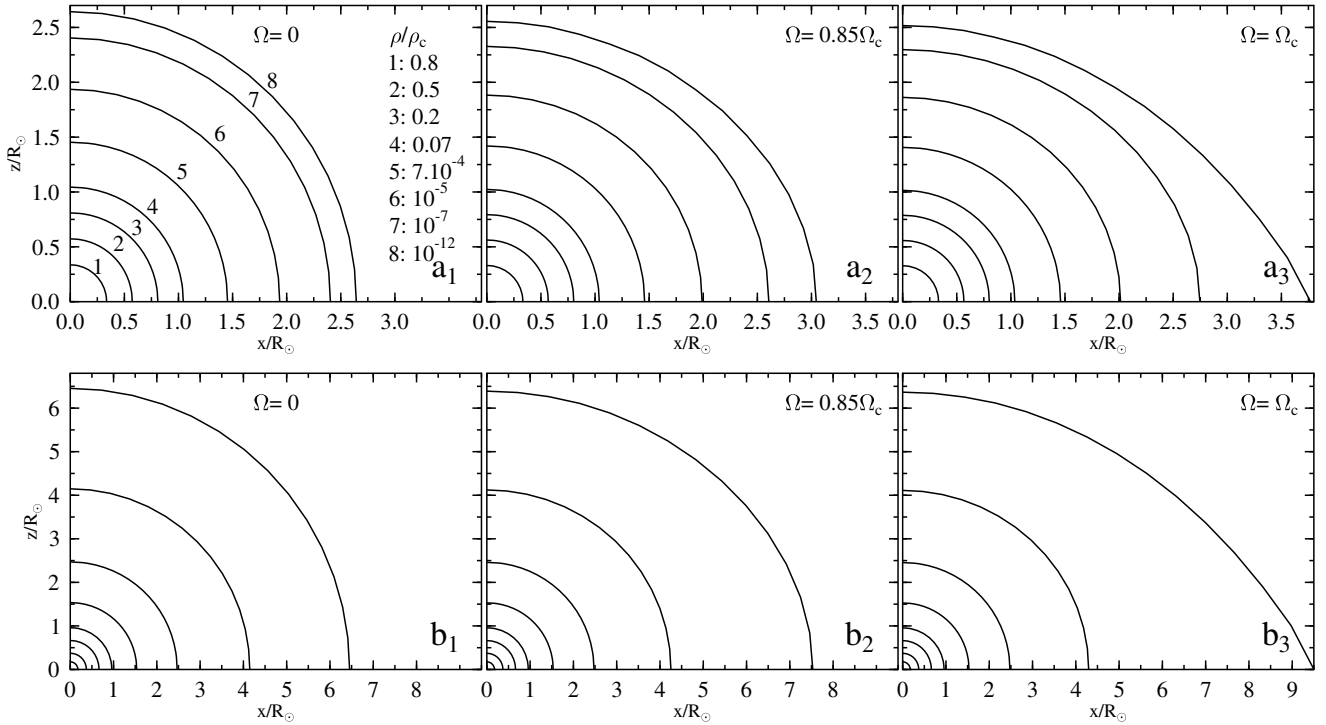 Ω= 0
ρ/ρc
1: 0.8
2: 0.5
3: 0.2
4: 0.07
5: 7.10-4
6: 10-5
7: 10-7
8: 10-12
1
2
3
4
5
6
7
8
a1
z/R☉
0.0
0.5
1.0
1.5
2.0
2.5
0.0 0.5 1.0 1.5 2.0 2.5 3.0
x/R☉
Ω= 0.85Ωc
a2
0.0 0.5 1.0 1.5 2.0 2.5 3.0 3.5
x/R☉
Ω= Ωc
a3
0.0 0.5 1.0 1.5 2.0 2.5 3.0 3.5
x/R☉
Ω= 0
b1
z/R☉
0
1
2
3
4
5
6
0 1 2 3 4 5 6 7 8
x/R☉
Ω= 0.85Ωc
b2
0 1 2 3 4 5 6 7 8
x/R☉
Ω= Ωc
b3
0 1 2 3 4 5 6 7 8 9
x/R☉